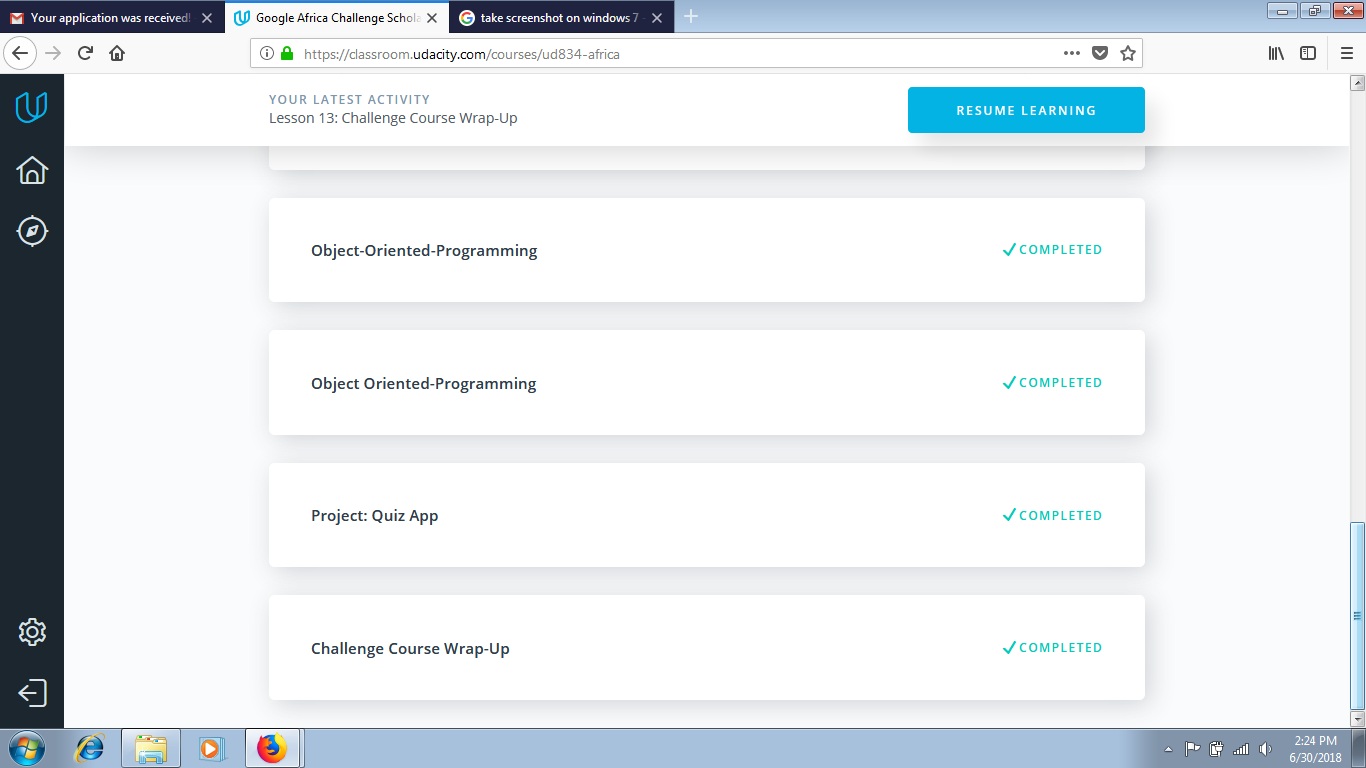 Your application was received!
Google Africa Challenge Schola
take screenshot on windows 7 -
https://classroom.udacity.com/courses/ud834-africa
YOUR LATEST ACTIVITY
Lesson 13: Challenge Course Wrap-Up
RESUME LEARNING
Object-Oriented-Programming
COMPLETED
Object Oriented-Programming
COMPLETED
Project: Quiz App
COMPLETED
Challenge Course Wrap-Up
COMPLETED
2:24 PM
6/30/2018